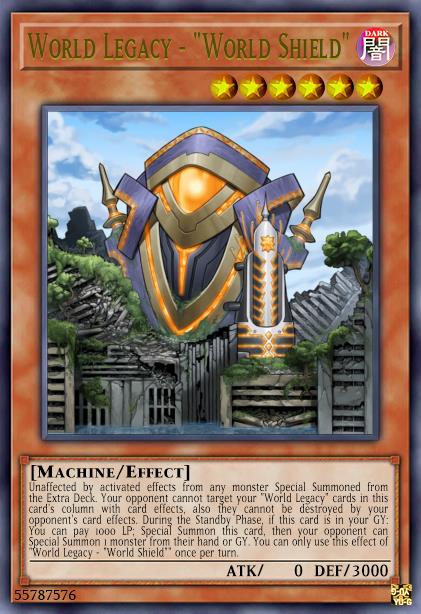 World Legacy - "World Shield"
DARK
闇
[Machine/Effect]
Unaffected by activated effects from any monster Special Summoned from
the Extra Deck. Your opponent cannot target your "World Legacy" cards in this
card's column with card effects, also they cannot be destroyed by your
opponent's card effects. During the Standby Phase, if this card is in your GY:
You can pay 1000 LP; Special Summon this card, then your opponent can
Special Summon 1 monster from their hand or GY. You can only use this effect of
"World Legacy - "World Shield"" once per turn.
ATK/ 0 DEF/3000
55787576